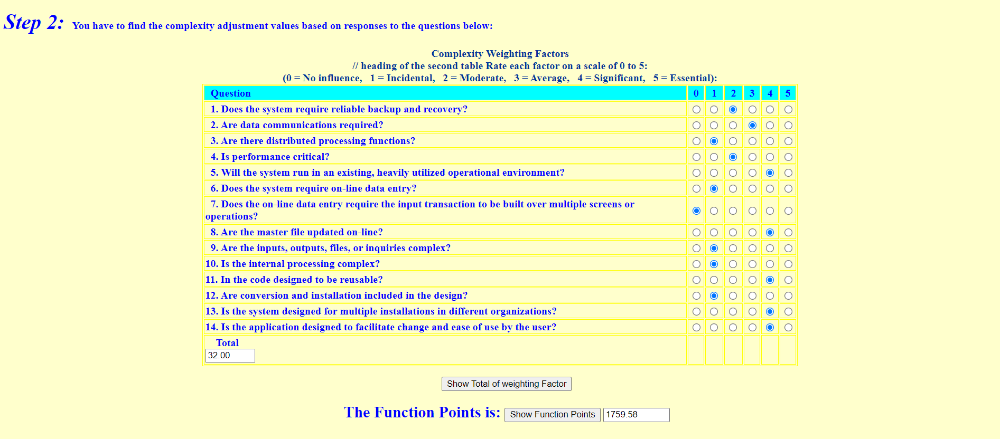 Step 2: You have to find the complexity adjustment values based on responses to the questions below:
Complexity Weighting Factors
// heading of the second table Rate each factor on a scale of 0 to 5:
(0 = No influence, 1 = Incidental, 2 = Moderate, 3 = Average, 4 = Significant, 5 = Essential):
Question 0 1 2 3 4 5
1. Does the system require reliable backup and recovery?
2. Are data communications required?
3. Are there distributed processing functions?
4. Is performance critical?
5. Will the system run in an existing, heavily utilized operational environment?
6. Does the system require on-line data entry?
7. Does the on-line data entry require the input transaction to be built over multiple screens or
operations?
8. Are the master file updated on-line?
9. Are the inputs, outputs, files, or inquiries complex?
10. Is the internal processing complex?
11. In the code designed to be reusable?
12. Are conversion and installation included in the design?
13. Is the system designed for multiple installations in different organizations?
14. Is the application designed to facilitate change and ease of use by the user?
Total
32.00
Show Total of weighting Factor
The Function Points is: Show Function Points 1759.58